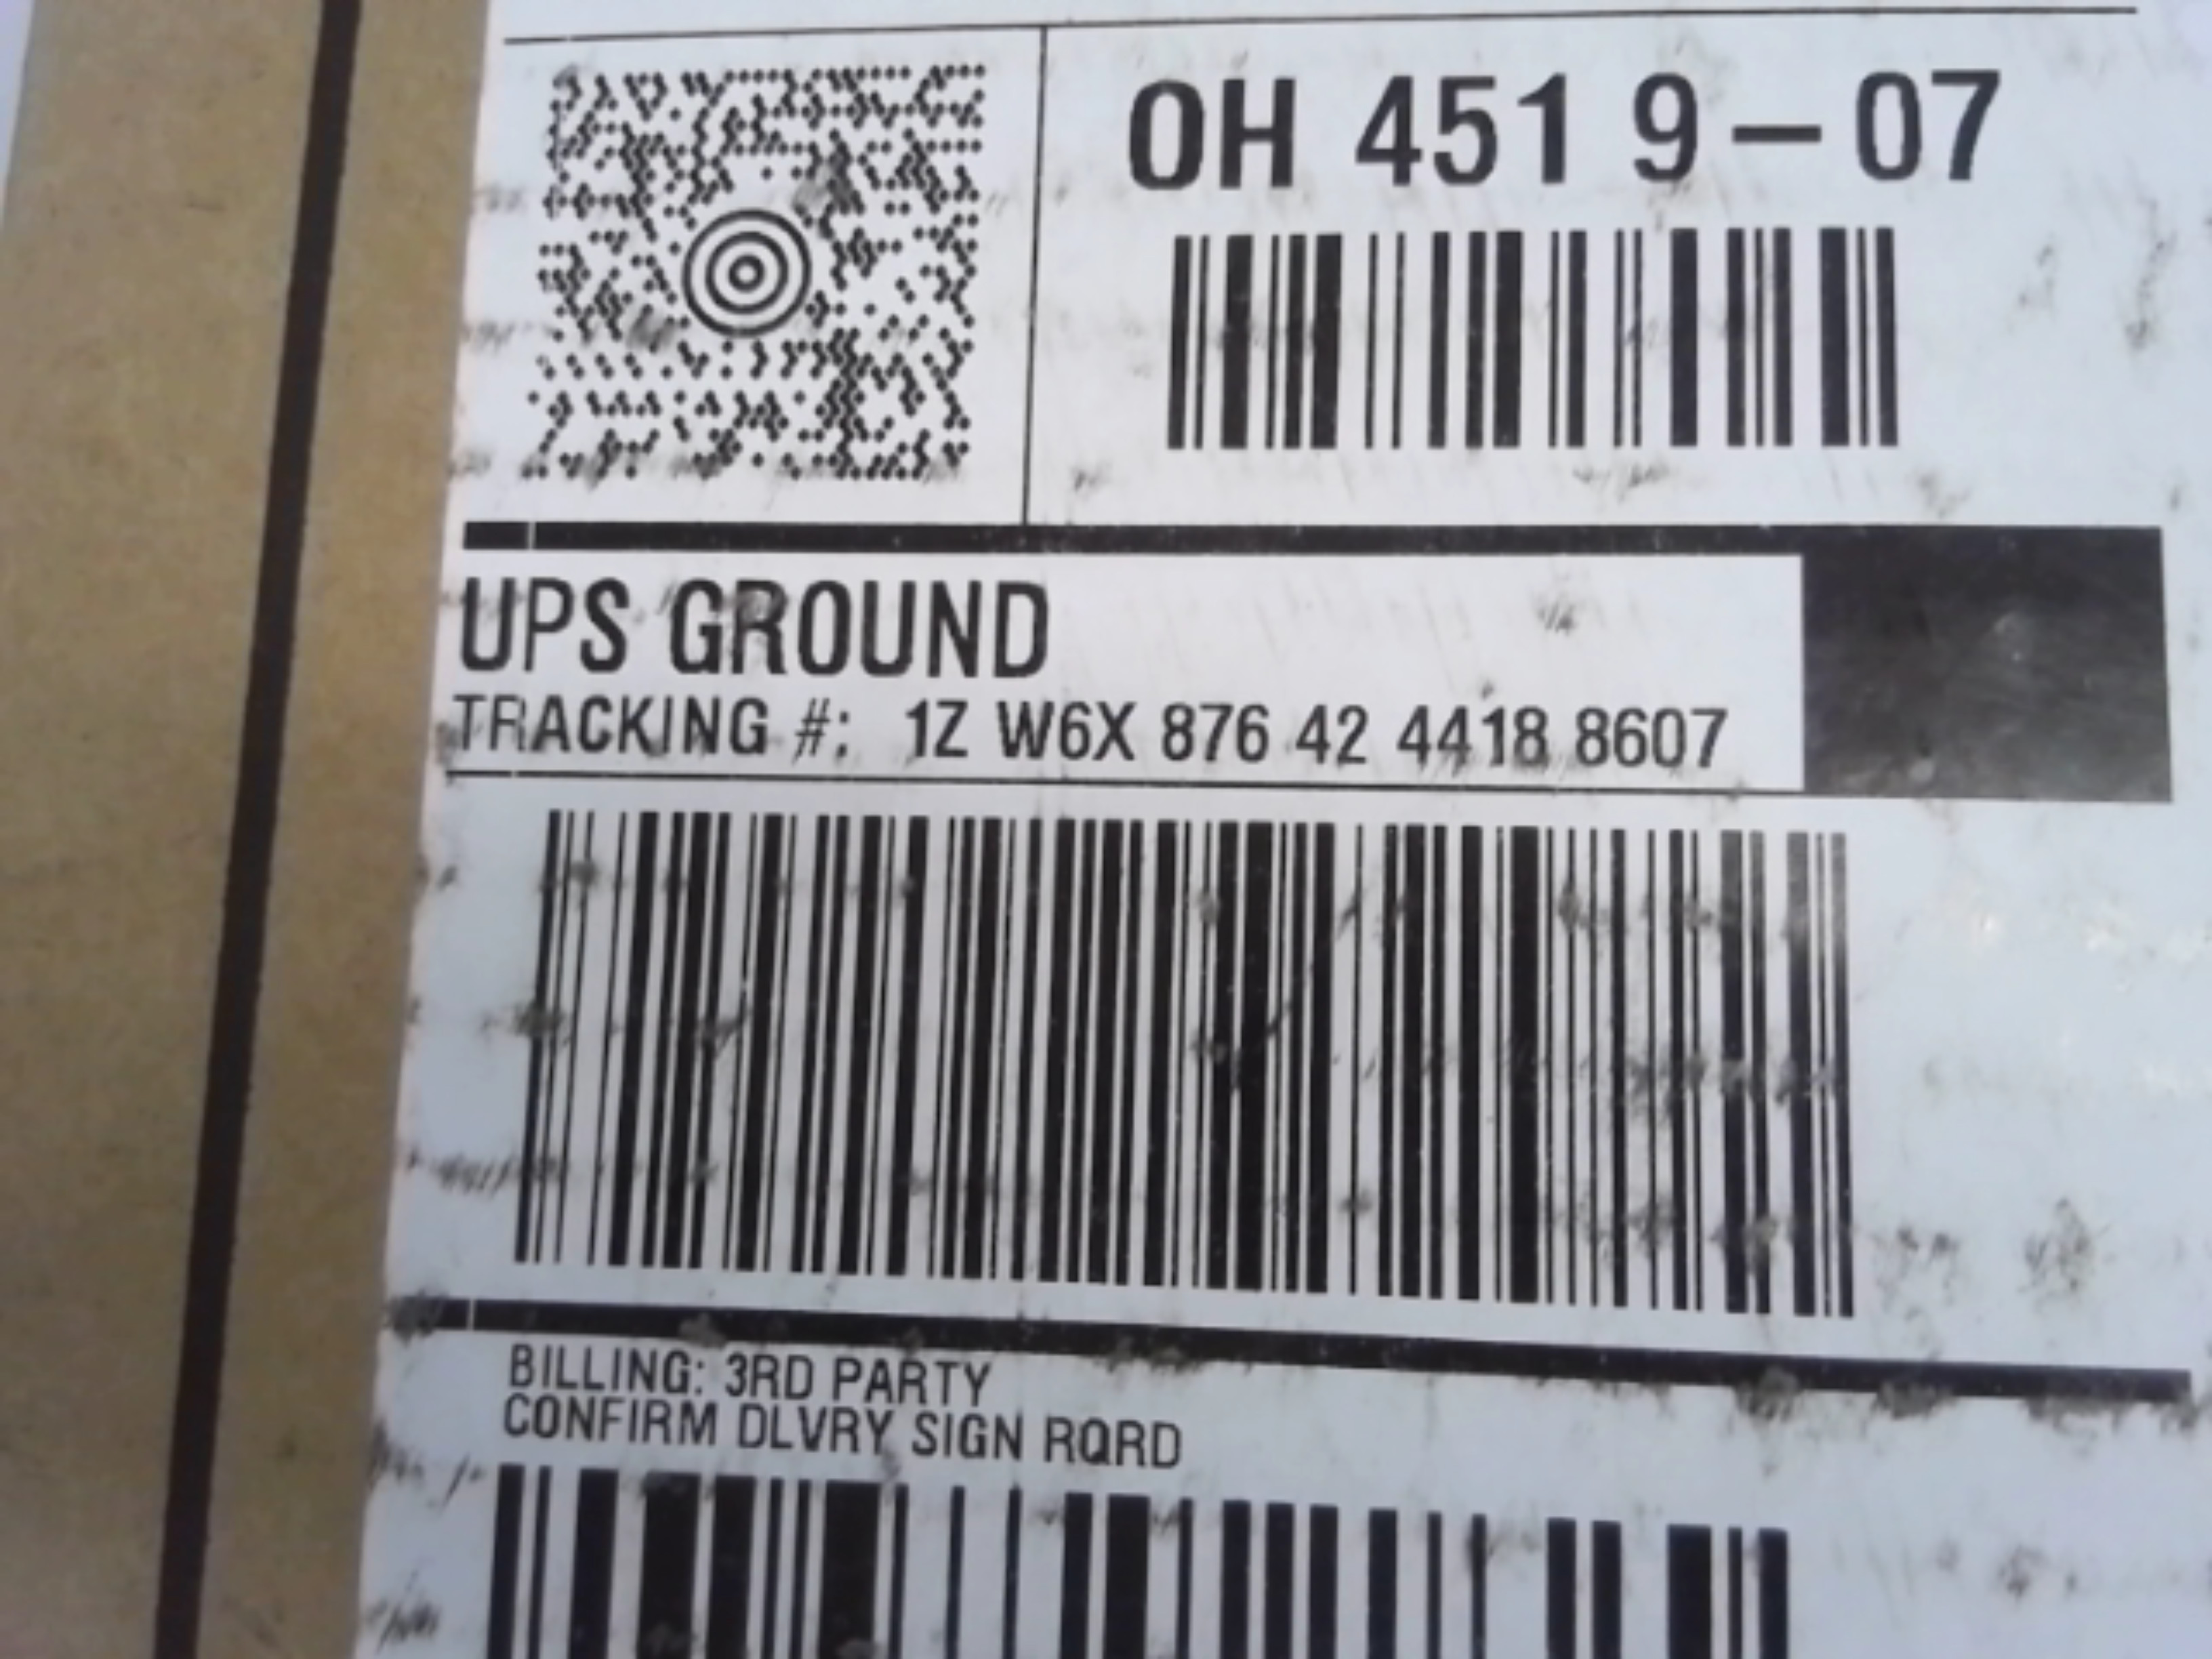 OH 451 9-07
UPS GROUND
TRACKING #: 1Z W6X 876 42 4418 8607
BILLING: 3RD PARTY
CONFIRM DLVRY SIGN RQRD